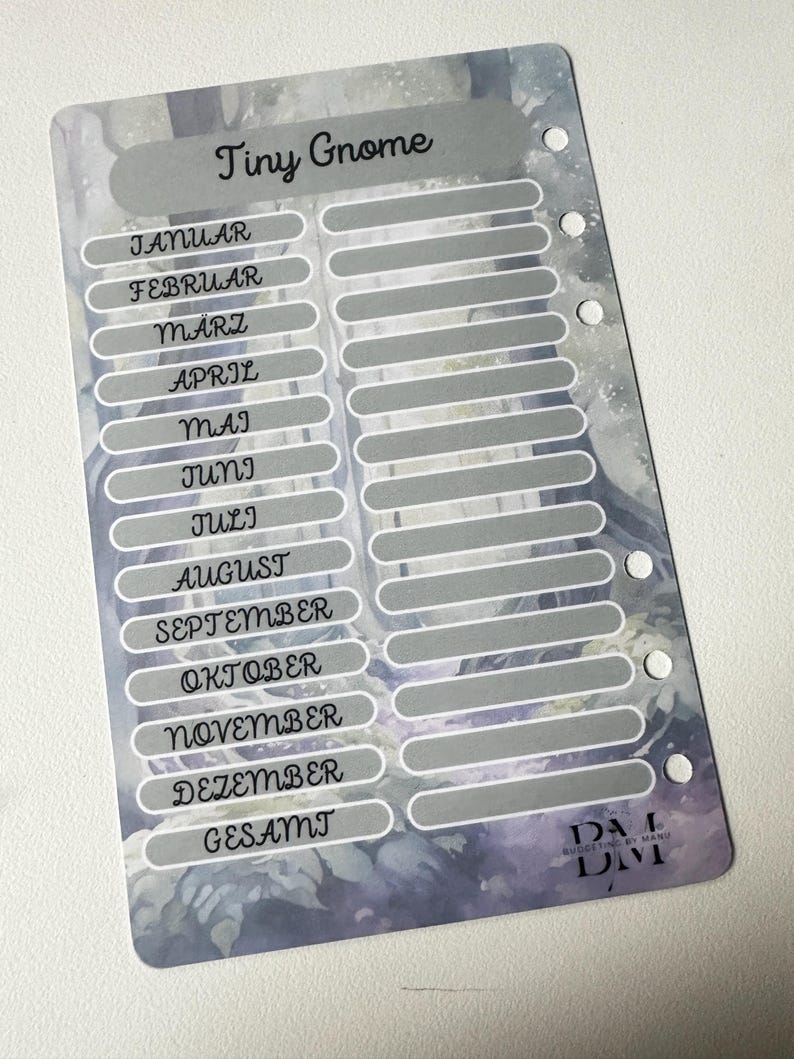 Tiny Gnome
JANUAR
FEBRUAR
MÄRZ
APRIL
MAI
JUNI
JULI
AUGUST
SEPTEMBER
OKTOBER
NOVEMBER
DEZEMBER
GESAMT
BM
BUDGETING BY MANU